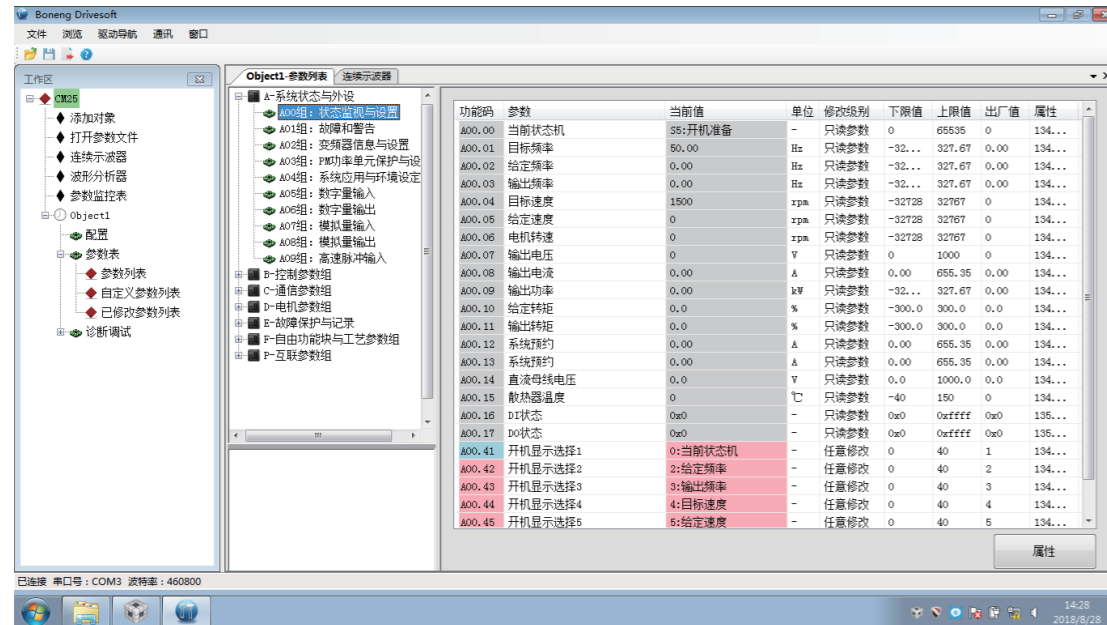 Boneng Drivesoft
文件 浏览 驱动导航 通讯 窗口
工作区
CM25
添加对象
打开参数文件
连续示波器
波形分析器
参数监控表
Object1
配置
参数表
参数列表
自定义参数列表
已修改参数列表
诊断调试
Object1-参数列表 连续示波器
A-系统状态与外设
A00组：状态监视与设置
A01组：故障和警告
A02组：变频器信息与设置
A03组：PM功率单元保护与设
A04组：系统应用与环境设定
A05组：数字量输入
A06组：数字量输出
A07组：模拟量输入
A08组：模拟量输出
A09组：高速脉冲输入
B-控制参数组
C-通信参数组
D-电机参数组
E-故障保护与记录
F-自由功能块与工艺参数组
P-互联参数组
功能码 参数 当前值 单位 修改级别 下限值 上限值 出厂值 属性
A00.00 当前状态机 S5:开机准备 - 只读参数 0 65535 0 134...
A00.01 目标频率 50.00 Hz 只读参数 -32... 327.67 0.00 134...
A00.02 给定频率 0.00 Hz 只读参数 -32... 327.67 0.00 134...
A00.03 输出频率 0.00 Hz 只读参数 -32... 327.67 0.00 134...
A00.04 目标速度 1500 rpm 只读参数 -32728 32767 0 134...
A00.05 给定速度 0 rpm 只读参数 -32728 32767 0 134...
A00.06 电机转速 0 rpm 只读参数 -32728 32767 0 134...
A00.07 输出电压 0 V 只读参数 0 1000 0 134...
A00.08 输出电流 0.00 A 只读参数 0.00 655.35 0.00 134...
A00.09 输出功率 0.00 kW 只读参数 -32... 327.67 0.00 134...
A00.10 给定转矩 0.0 % 只读参数 -300.0 300.0 0.0 134...
A00.11 输出转矩 0.0 % 只读参数 -300.0 300.0 0.0 134...
A00.12 系统预约 0.00 A 只读参数 0.00 655.35 0.00 134...
A00.13 系统预约 0.00 A 只读参数 0.00 655.35 0.00 134...
A00.14 直流母线电压 0.0 V 只读参数 0.0 1000.0 0.0 134...
A00.15 散热器温度 0 ℃ 只读参数 -40 150 0 134...
A00.16 DI状态 0x0 - 只读参数 0x0 0xffff 0x0 135...
A00.17 DO状态 0x0 - 只读参数 0x0 0xffff 0x0 135...
A00.41 开机显示选择1 0:当前状态机 - 任意修改 0 40 1 134...
A00.42 开机显示选择2 2:给定频率 - 任意修改 0 40 2 134...
A00.43 开机显示选择3 3:输出频率 - 任意修改 0 40 3 134...
A00.44 开机显示选择4 4:目标速度 - 任意修改 0 40 4 134...
A00.45 开机显示选择5 5:给定速度 - 任意修改 0 40 5 134...
属性
已连接 串口号：COM3 波特率：460800
14:28
2018/8/28